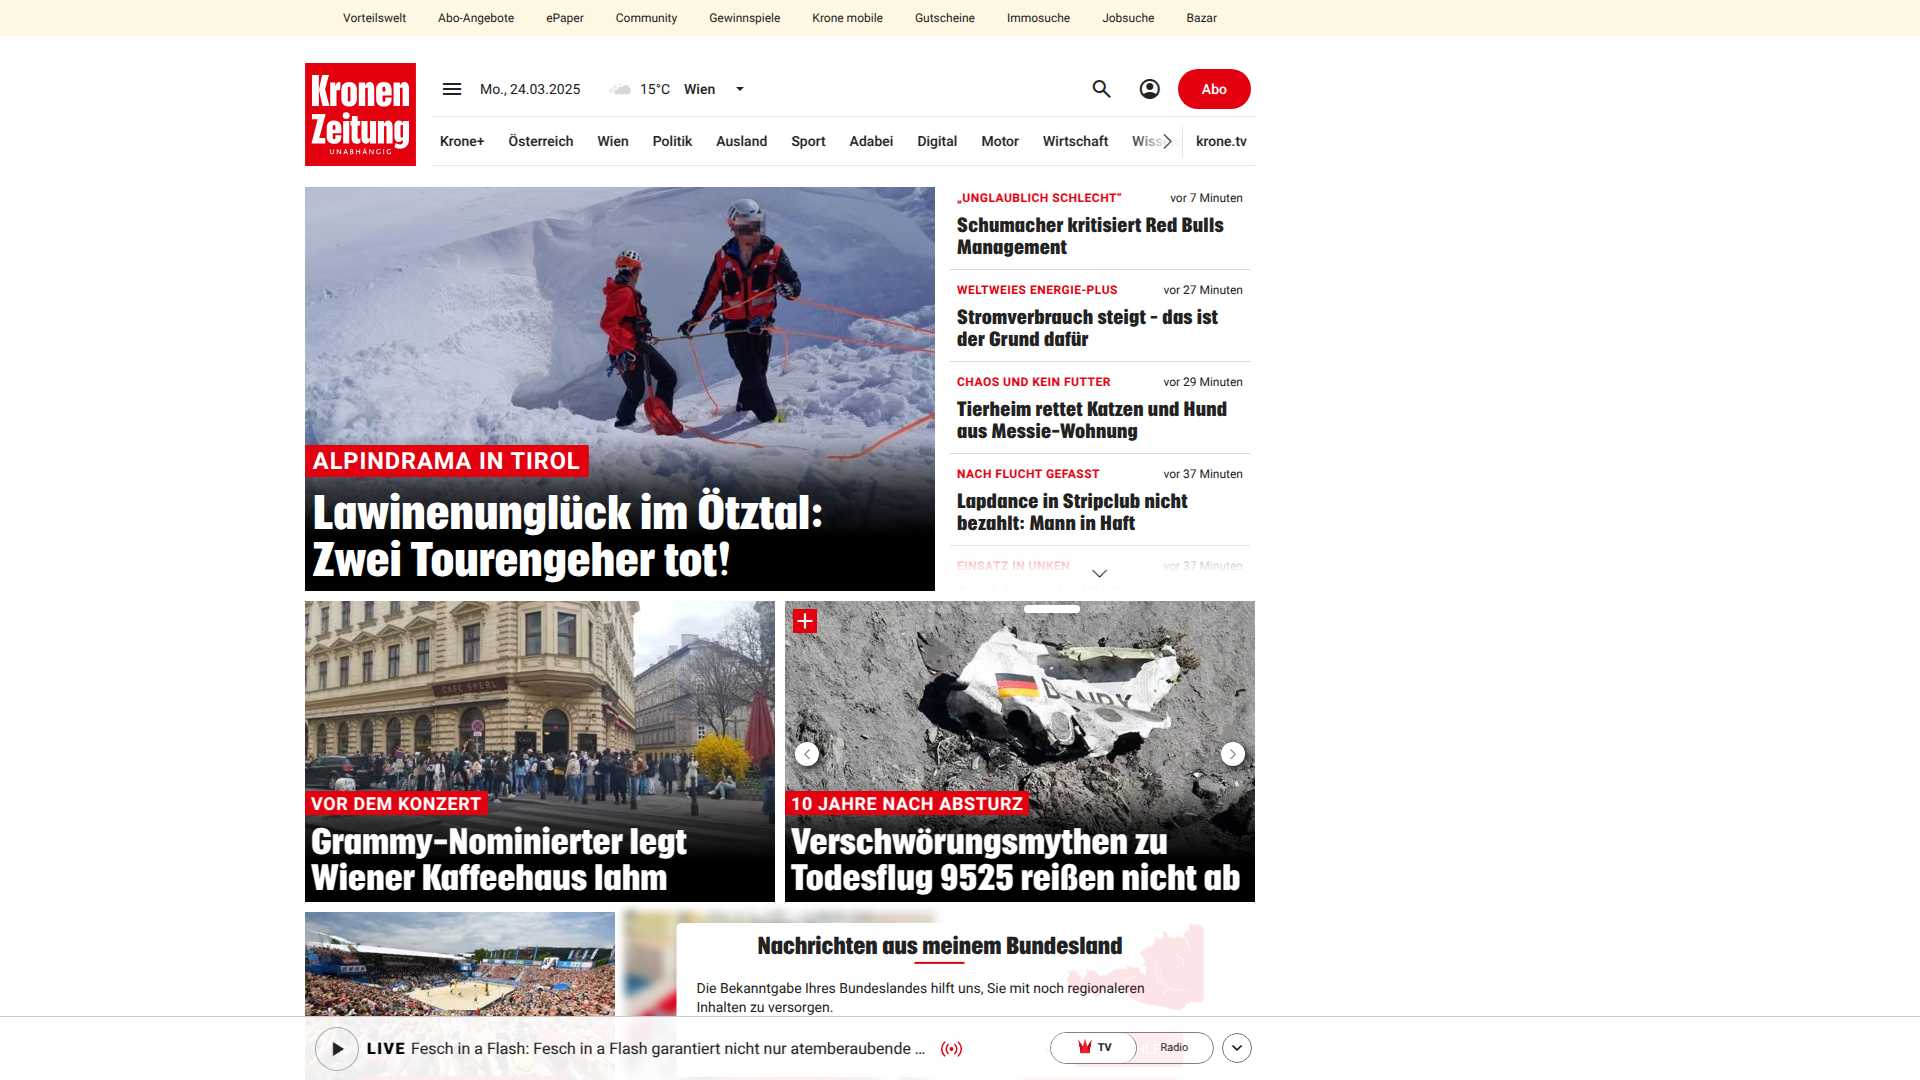 Vorteilswelt Abo-Angebote ePaper Community Gewinnspiele Krone mobile Gutscheine Immosuche Jobsuche Bazar
Kronen
Zeitung
UNABHÄNGIG
Mo., 24.03.2025 15°C Wien
Abo
Krone+ Österreich Wien Politik Ausland Sport Adabei Digital Motor Wirtschaft Wiss krone.tv
ALPINDRAMA IN TIROL
Lawinenunglück im Ötztal:
Zwei Tourengeher tot!
„UNGLAUBLICH SCHLECHT“ vor 7 Minuten
Schumacher kritisiert Red Bulls
Management
WELTWEIES ENERGIE-PLUS vor 27 Minuten
Stromverbrauch steigt – das ist
der Grund dafür
CHAOS UND KEIN FUTTER vor 29 Minuten
Tierheim rettet Katzen und Hund
aus Messie-Wohnung
NACH FLUCHT GEFASST vor 37 Minuten
Lapdance in Stripclub nicht
bezahlt: Mann in Haft
EINSATZ IN UNKEN vor 37 Minuten
CAFE SPERL
VOR DEM KONZERT
Grammy-Nominierter legt
Wiener Kaffeehaus lahm
10 JAHRE NACH ABSTURZ
Verschwörungsmythen zu
Todesflug 9525 reißen nicht ab
Nachrichten aus meinem Bundesland
Die Bekanntgabe Ihres Bundeslandes hilft uns, Sie mit noch regionaleren
Inhalten zu versorgen.
LIVE Fesch in a Flash: Fesch in a Flash garantiert nicht nur atemberaubende ...
TV Radio